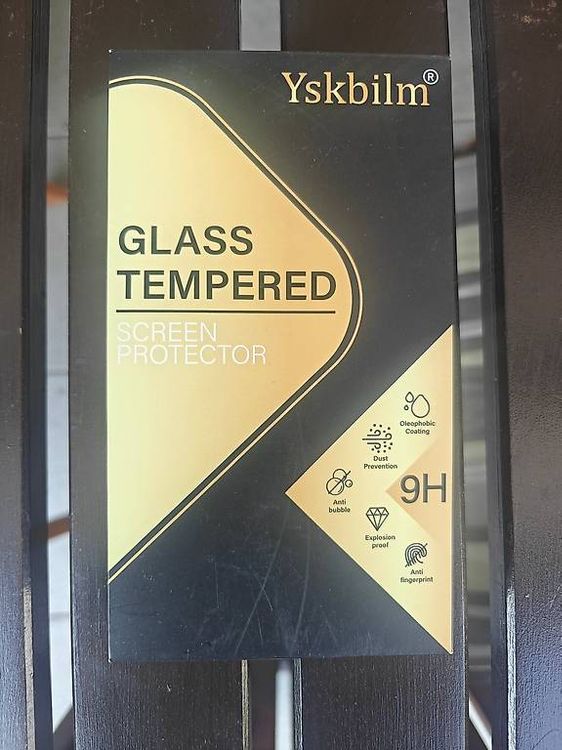 Yskbilm®
GLASS
TEMPERED
SCREEN
PROTECTOR
Oleophobic
Coating
Dust
Prevention
9H
Anti
bubble
Explosion
proof
Anti
fingerprint